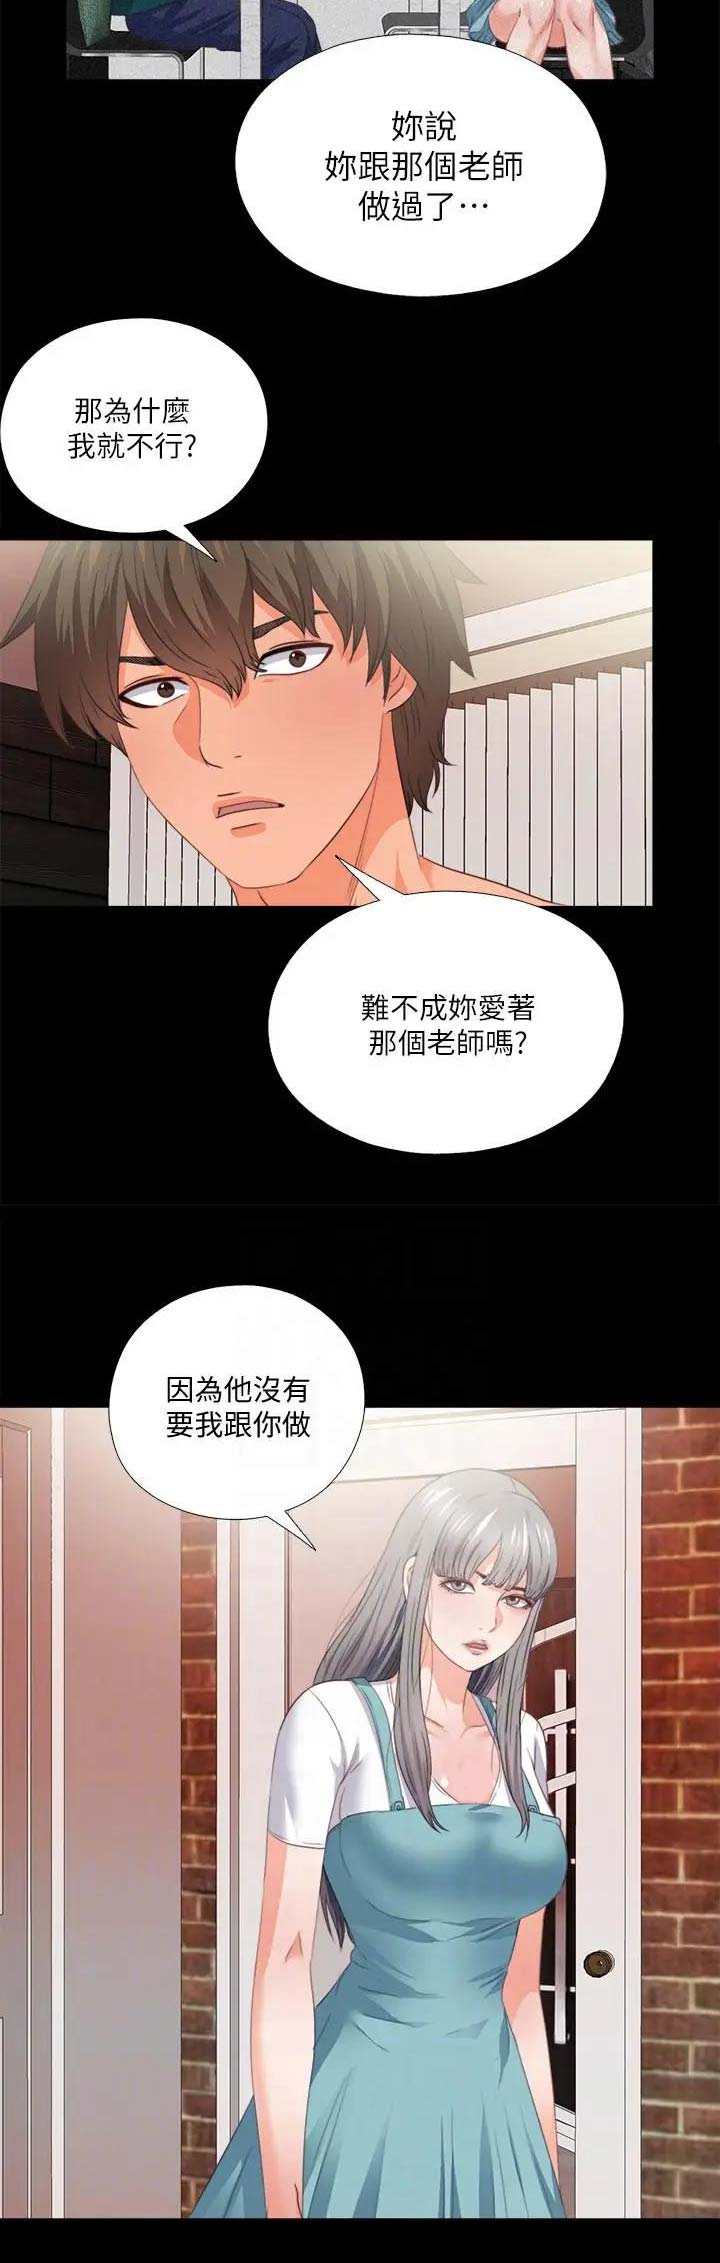 妳說
妳跟那個老師
做過了…
那為什麼
我就不行?
難不成妳愛著
那個老師嗎?
因為他沒有
要我跟你做